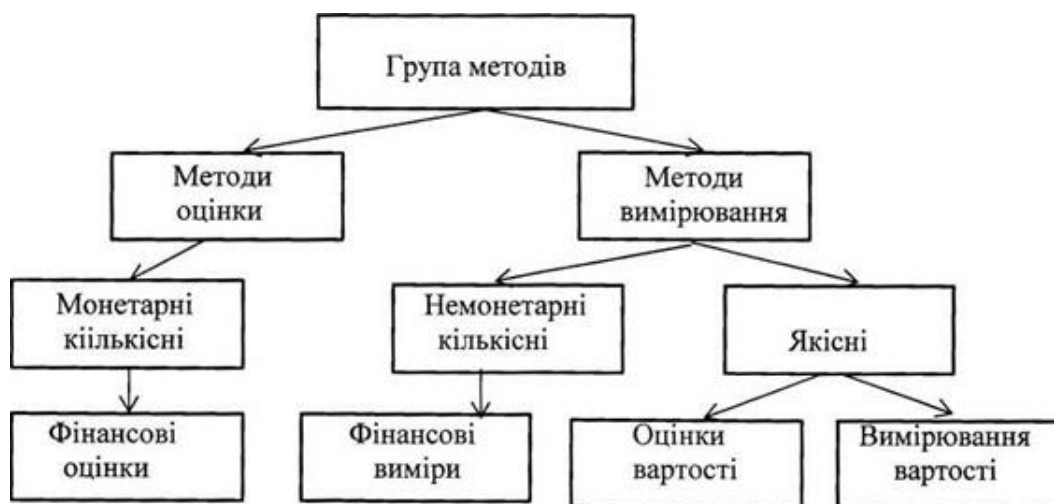 Група методів
Методи
оцінки
Методи
вимірювання
Монетарні
кіількісні
Немонетарні
кількісні
Якісні
Фінансові
оцінки
Фінансові
виміри
Оцінки
вартості
Вимірювання
вартості